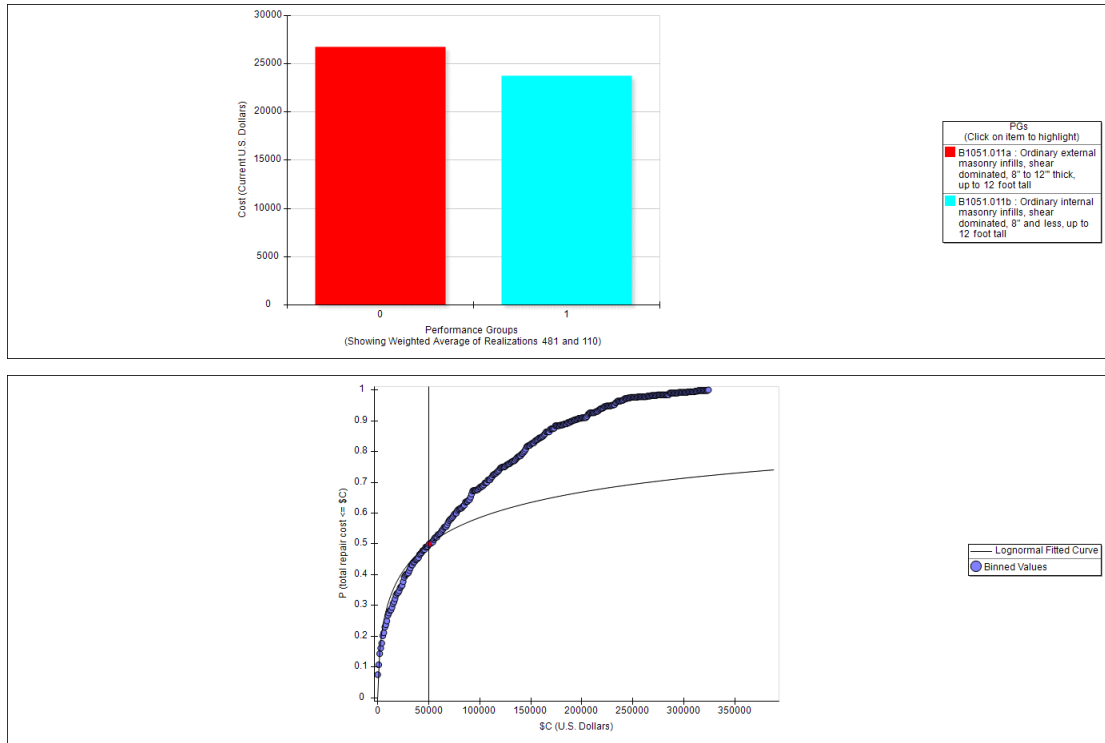 30000
25000
20000
15000
10000
5000
0
Cost (Current U.S. Dollars)
0 1
Performance Groups
(Showing Weighted Average of Realizations 481 and 110)
PGs
(Click on item to highlight)
B1051.011a : Ordinary external
masonry infills, shear
dominated, 8" to 12"' thick,
up to 12 foot tall
B1051.011b : Ordinary internal
masonry infills, shear
dominated, 8" and less, up to
12 foot tall
1
0.9
0.8
0.7
0.6
0.5
0.4
0.3
0.2
0.1
0
P (total repair cost <= $C)
0 50000 100000 150000 200000 250000 300000 350000
$C (U.S. Dollars)
Lognormal Fitted Curve
Binned Values